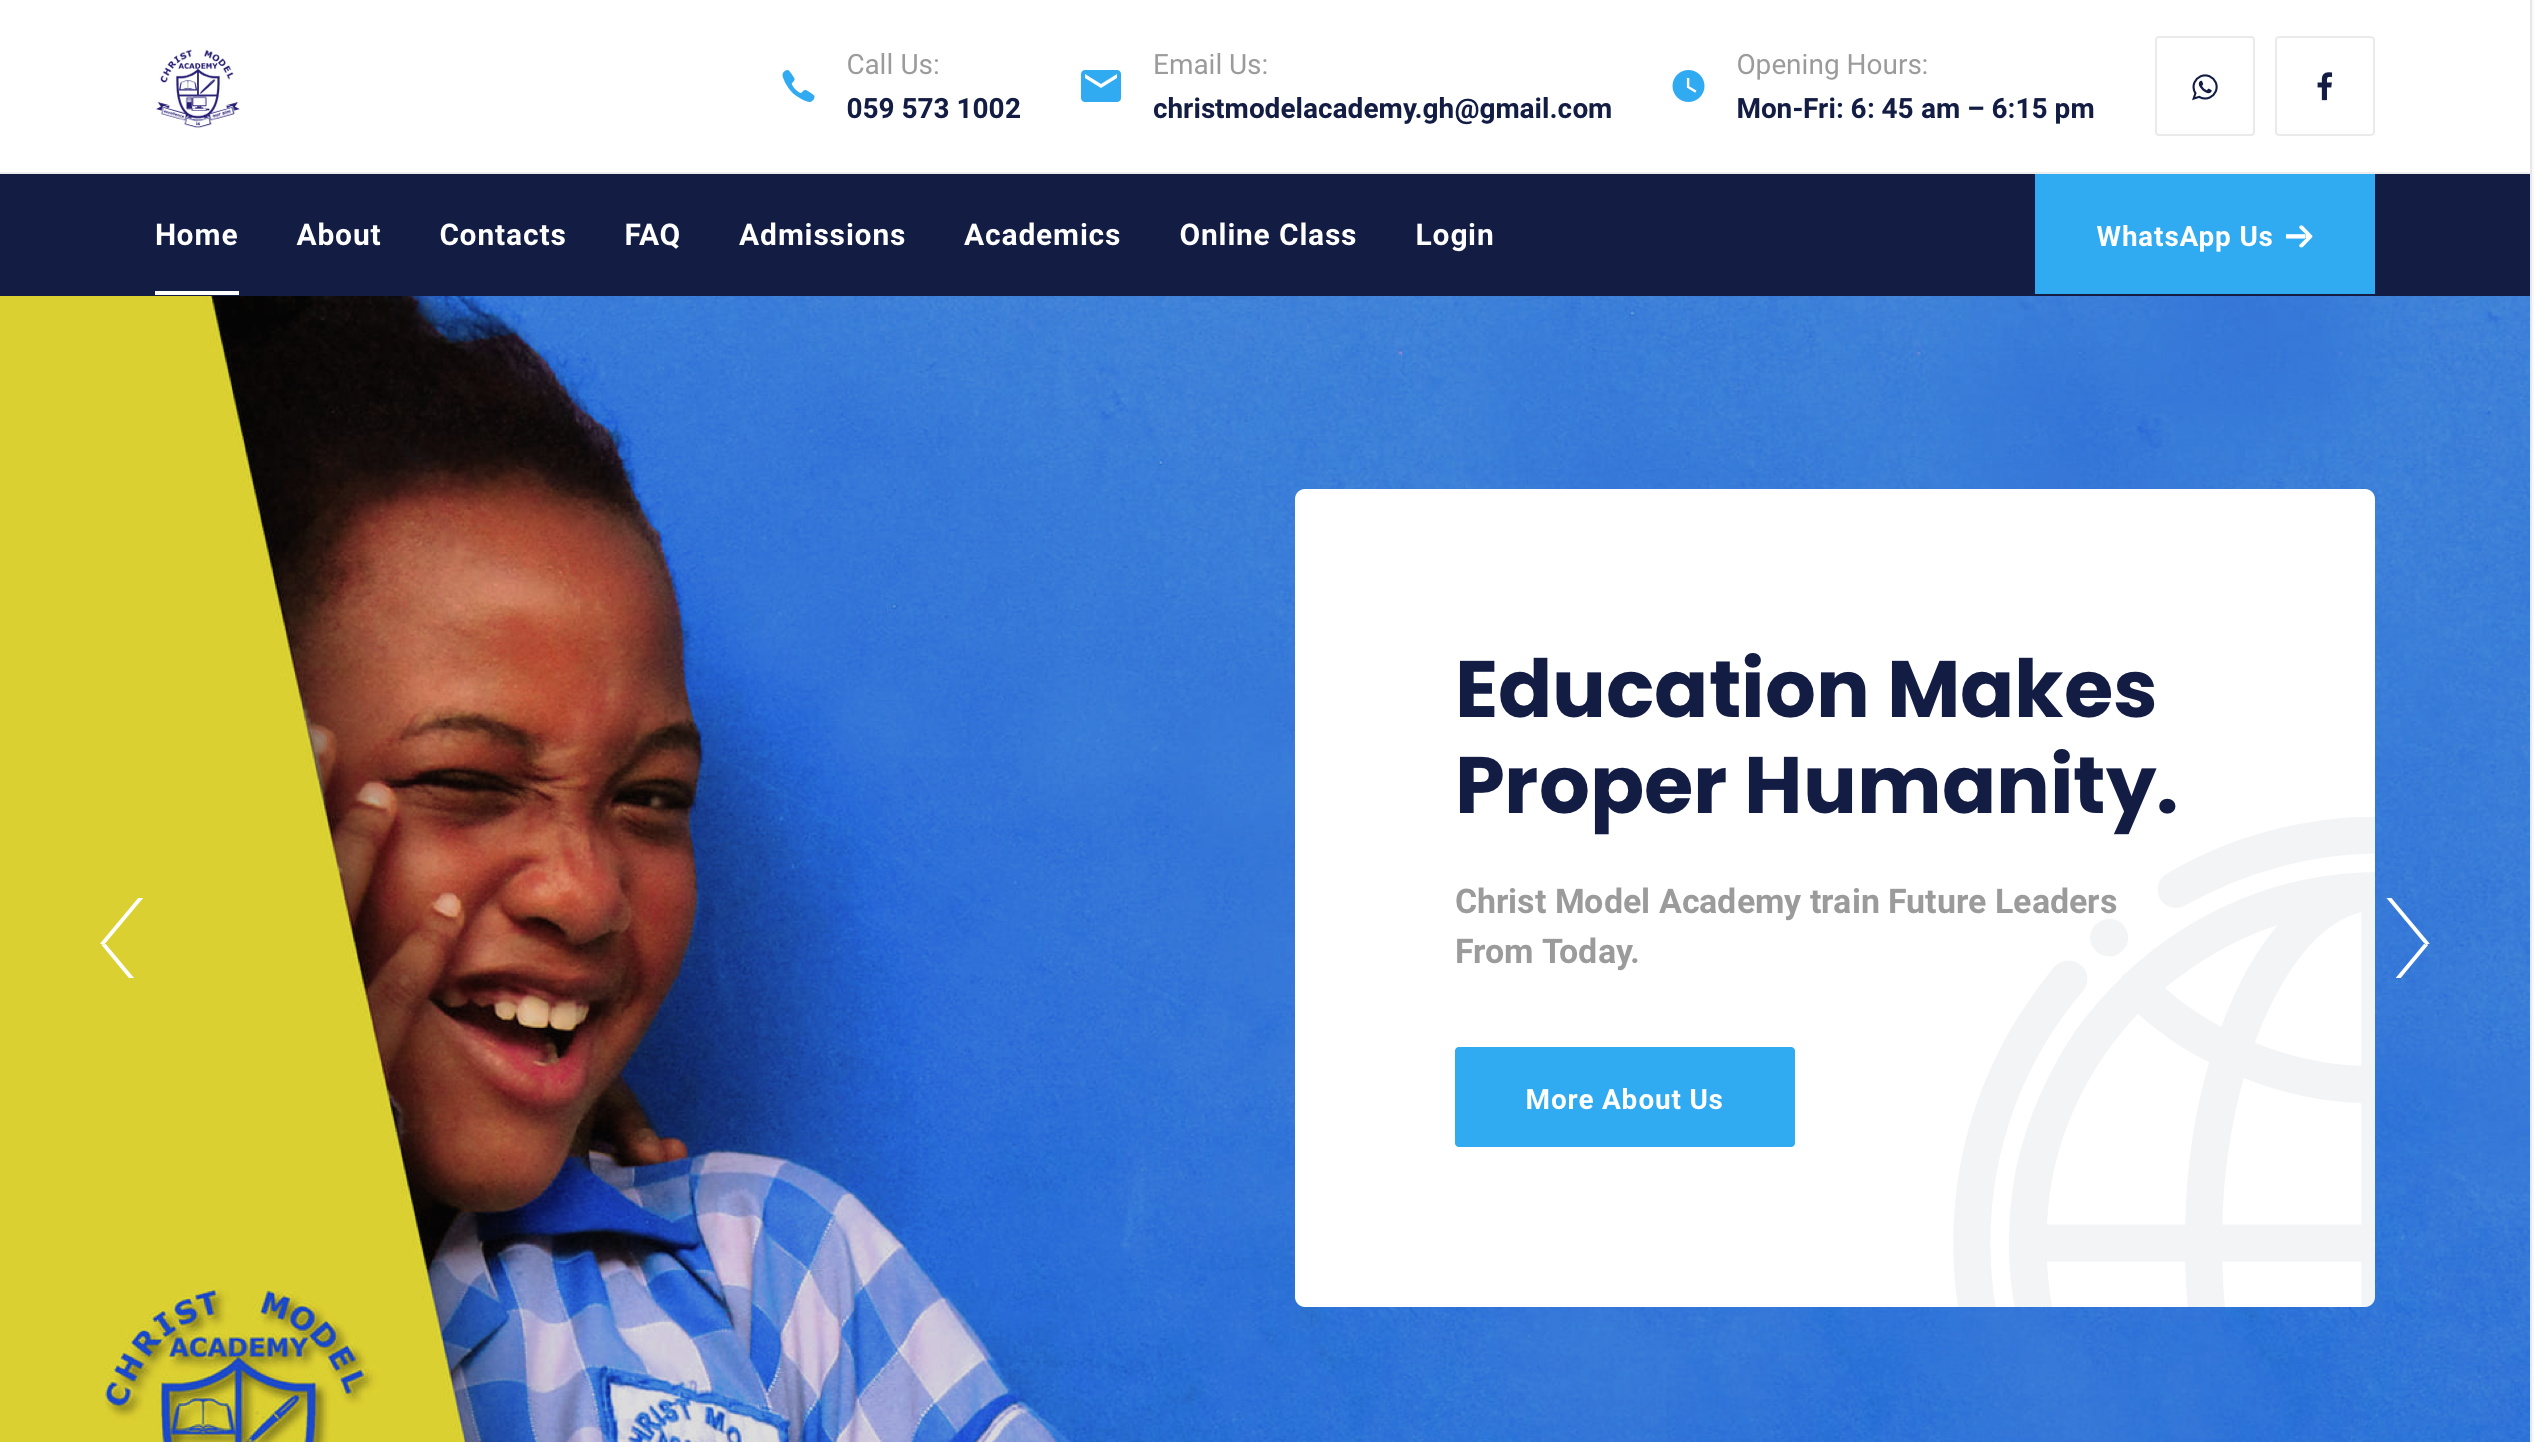 CHRIST MODEL
ACADEMY
Call Us:
059 573 1002
Email Us:
christmodelacademy.gh@gmail.com
Opening Hours:
Mon-Fri: 6: 45 am – 6:15 pm
Home About Contacts FAQ Admissions Academics Online Class Login
WhatsApp Us
Education Makes
Proper Humanity.
Christ Model Academy train Future Leaders
From Today.
More About Us
CHRIST MODEL
ACADEMY
HRIST MO